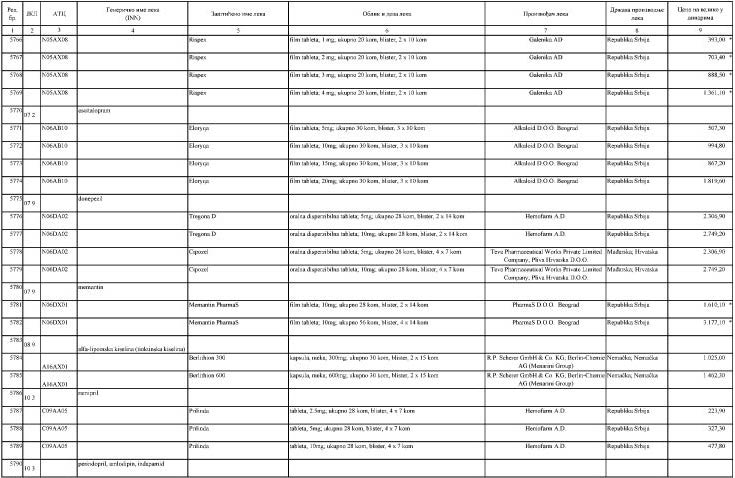 Ред. бр. | ЈКЛ | АТЦ | Генеричко име лека (INN) | Заштићено име лека | Облик и доза лека | Произвођач лека | Држава производње лека | Цена на велико у динарима
1 | 2 | 3 | 4 | 5 | 6 | 7 | 8 | 9
5766 N05AX08 Rispex film tableta, 1 mg, ukupno 20 kom, blister, 2 x 10 kom Galenika AD Republika Srbija 393,00 *
5767 N05AX08 Rispex film tableta, 2 mg, ukupno 20 kom, blister, 2 x 10 kom Galenika AD Republika Srbija 703,40 *
5768 N05AX08 Rispex film tableta, 3 mg, ukupno 20 kom, blister, 2 x 10 kom Galenika AD Republika Srbija 888,50 *
5769 N05AX08 Rispex film tableta, 4 mg, ukupno 20 kom, blister, 2 x 10 kom Galenika AD Republika Srbija 1.361,10 *
5770 07 2 escitalopram
5771 N06AB10 Eloryqa film tableta; 5mg; ukupno 30 kom, blister, 3 x 10 kom Alkaloid D.O.O. Beograd Republika Srbija 507,30
5772 N06AB10 Eloryqa film tableta; 10mg; ukupno 30 kom, blister, 3 x 10 kom Alkaloid D.O.O. Beograd Republika Srbija 994,80
5773 N06AB10 Eloryqa film tableta; 15mg; ukupno 30 kom, blister, 3 x 10 kom Alkaloid D.O.O. Beograd Republika Srbija 867,20
5774 N06AB10 Eloryqa film tableta; 20mg; ukupno 30 kom, blister, 3 x 10 kom Alkaloid D.O.O. Beograd Republika Srbija 1.819,60
5775 07 9 donepezil
5776 N06DA02 Tregona D oralna disperzibilna tableta; 5mg; ukupno 28 kom, blister, 2 x 14 kom Hemofarm A.D. Republika Srbija 2.306,90
5777 N06DA02 Tregona D oralna disperzibilna tableta; 10mg; ukupno 28 kom, blister, 2 x 14 kom Hemofarm A.D. Republika Srbija 2.749,20
5778 N06DA02 Cipozel oralna disperzibilna tableta; 5mg; ukupno 28 kom, blister, 4 x 7 kom Teva Pharmaceutical Works Private Limited Company; Pliva Hrvatska D.O.O. Mađarska; Hrvatska 2.306,90
5779 N06DA02 Cipozel oralna disperzibilna tableta; 10mg; ukupno 28 kom, blister, 4 x 7 kom Teva Pharmaceutical Works Private Limited Company; Pliva Hrvatska D.O.O. Mađarska; Hrvatska 2.749,20
5780 07 9 memantin
5781 N06DX01 Memantin PharmaS film tableta; 10mg; ukupno 28 kom, blister, 2 x 14 kom PharmaS D.O.O. Beograd Republika Srbija 1.610,10 *
5782 N06DX01 Memantin PharmaS film tableta; 10mg; ukupno 56 kom, blister, 4 x 14 kom PharmaS D.O.O. Beograd Republika Srbija 3.177,10 *
5783 08 9 alfa-liponska kiselina (tioktinska kiselina)
5784 A16AX01 Berlithion 300 kapsula, meka; 300mg; ukupno 30 kom, blister, 2 x 15 kom R.P. Scherer GmbH & Co. KG; Berlin-Chemie AG (Menarini Group) Nemačka; Nemačka 1.025,00
5785 A16AX01 Berlithion 600 kapsula, meka; 600mg; ukupno 30 kom, blister, 2 x 15 kom R.P. Scherer GmbH & Co. KG; Berlin-Chemie AG (Menarini Group) Nemačka; Nemačka 1.462,30
5786 10 3 ramipril
5787 C09AA05 Prilinda tableta, 2.5mg; ukupno 28 kom, blister, 4 x 7 kom Hemofarm A.D. Republika Srbija 223,90
5788 C09AA05 Prilinda tableta, 5mg; ukupno 28 kom, blister, 4 x 7 kom Hemofarm A.D. Republika Srbija 327,30
5789 C09AA05 Prilinda tableta, 10mg; ukupno 28 kom, blister, 4 x 7 kom Hemofarm A.D. Republika Srbija 477,80
5790 10 3 perindopril, amlodipin, indapamid